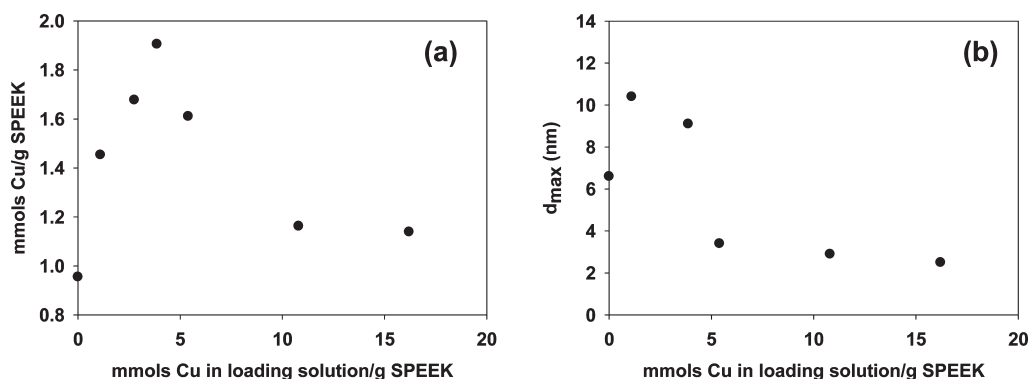 (a)
mmols Cu/g SPEEK
2.0
1.8
1.6
1.4
1.2
1.0
0.8
0 5 10 15 20
mmols Cu in loading solution/g SPEEK
(b)
dmax (nm)
14
12
10
8
6
4
2
0
0 5 10 15 20
mmols Cu in loading solution/g SPEEK